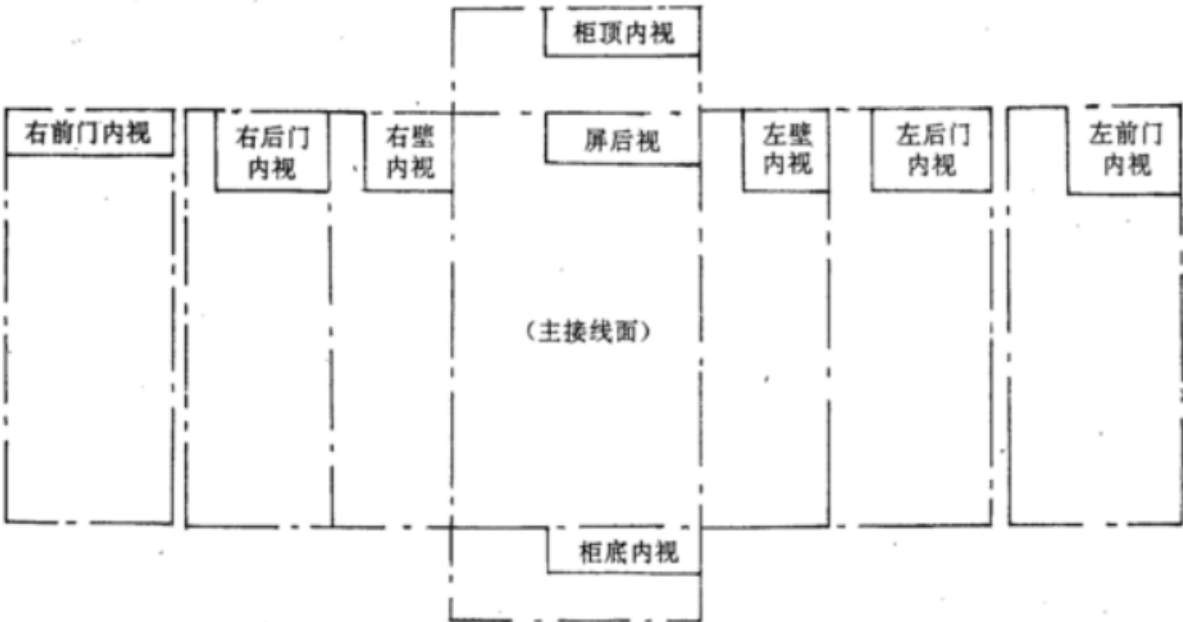 柜顶内视
右前门内视
右后门
内视
右壁
内视
屏后视
左壁
内视
左后门
内视
左前门
内视
（主接线面）
柜底内视